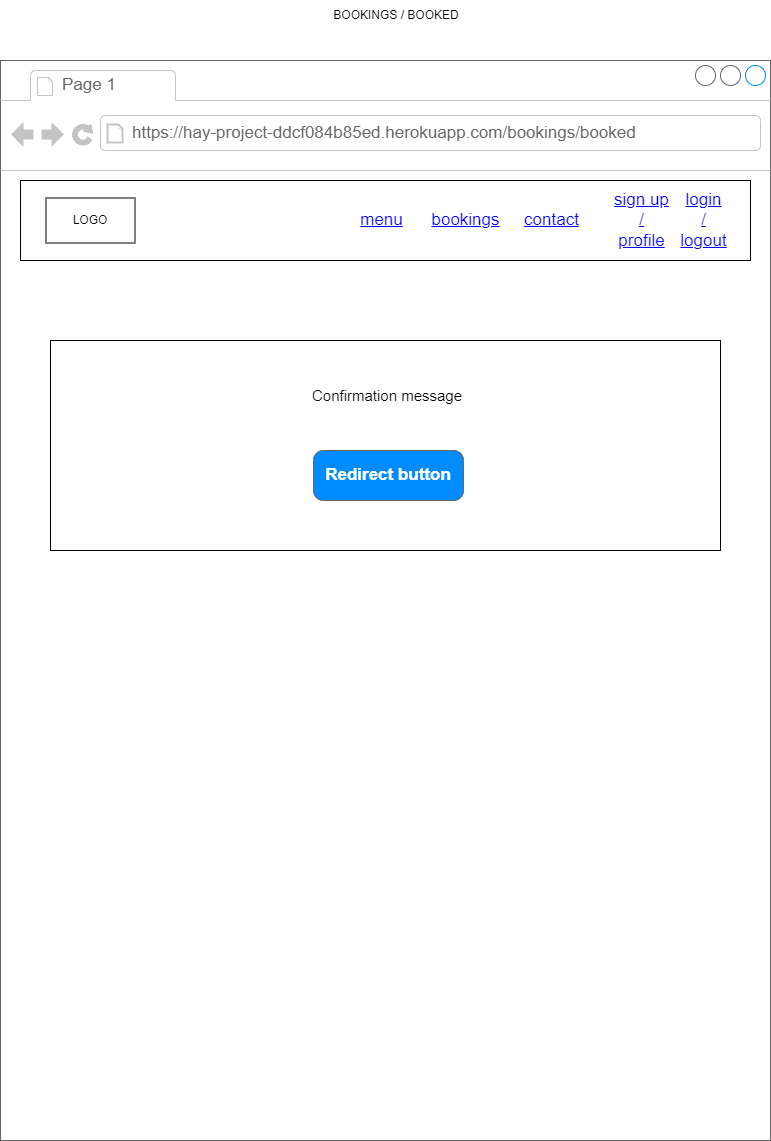 BOOKINGS / BOOKED
Page 1
https://hay-project-ddcf084b85ed.herokuapp.com/bookings/booked
LOGO
menu
bookings
contact
sign up
/
profile
login
/
logout
Confirmation message
Redirect button